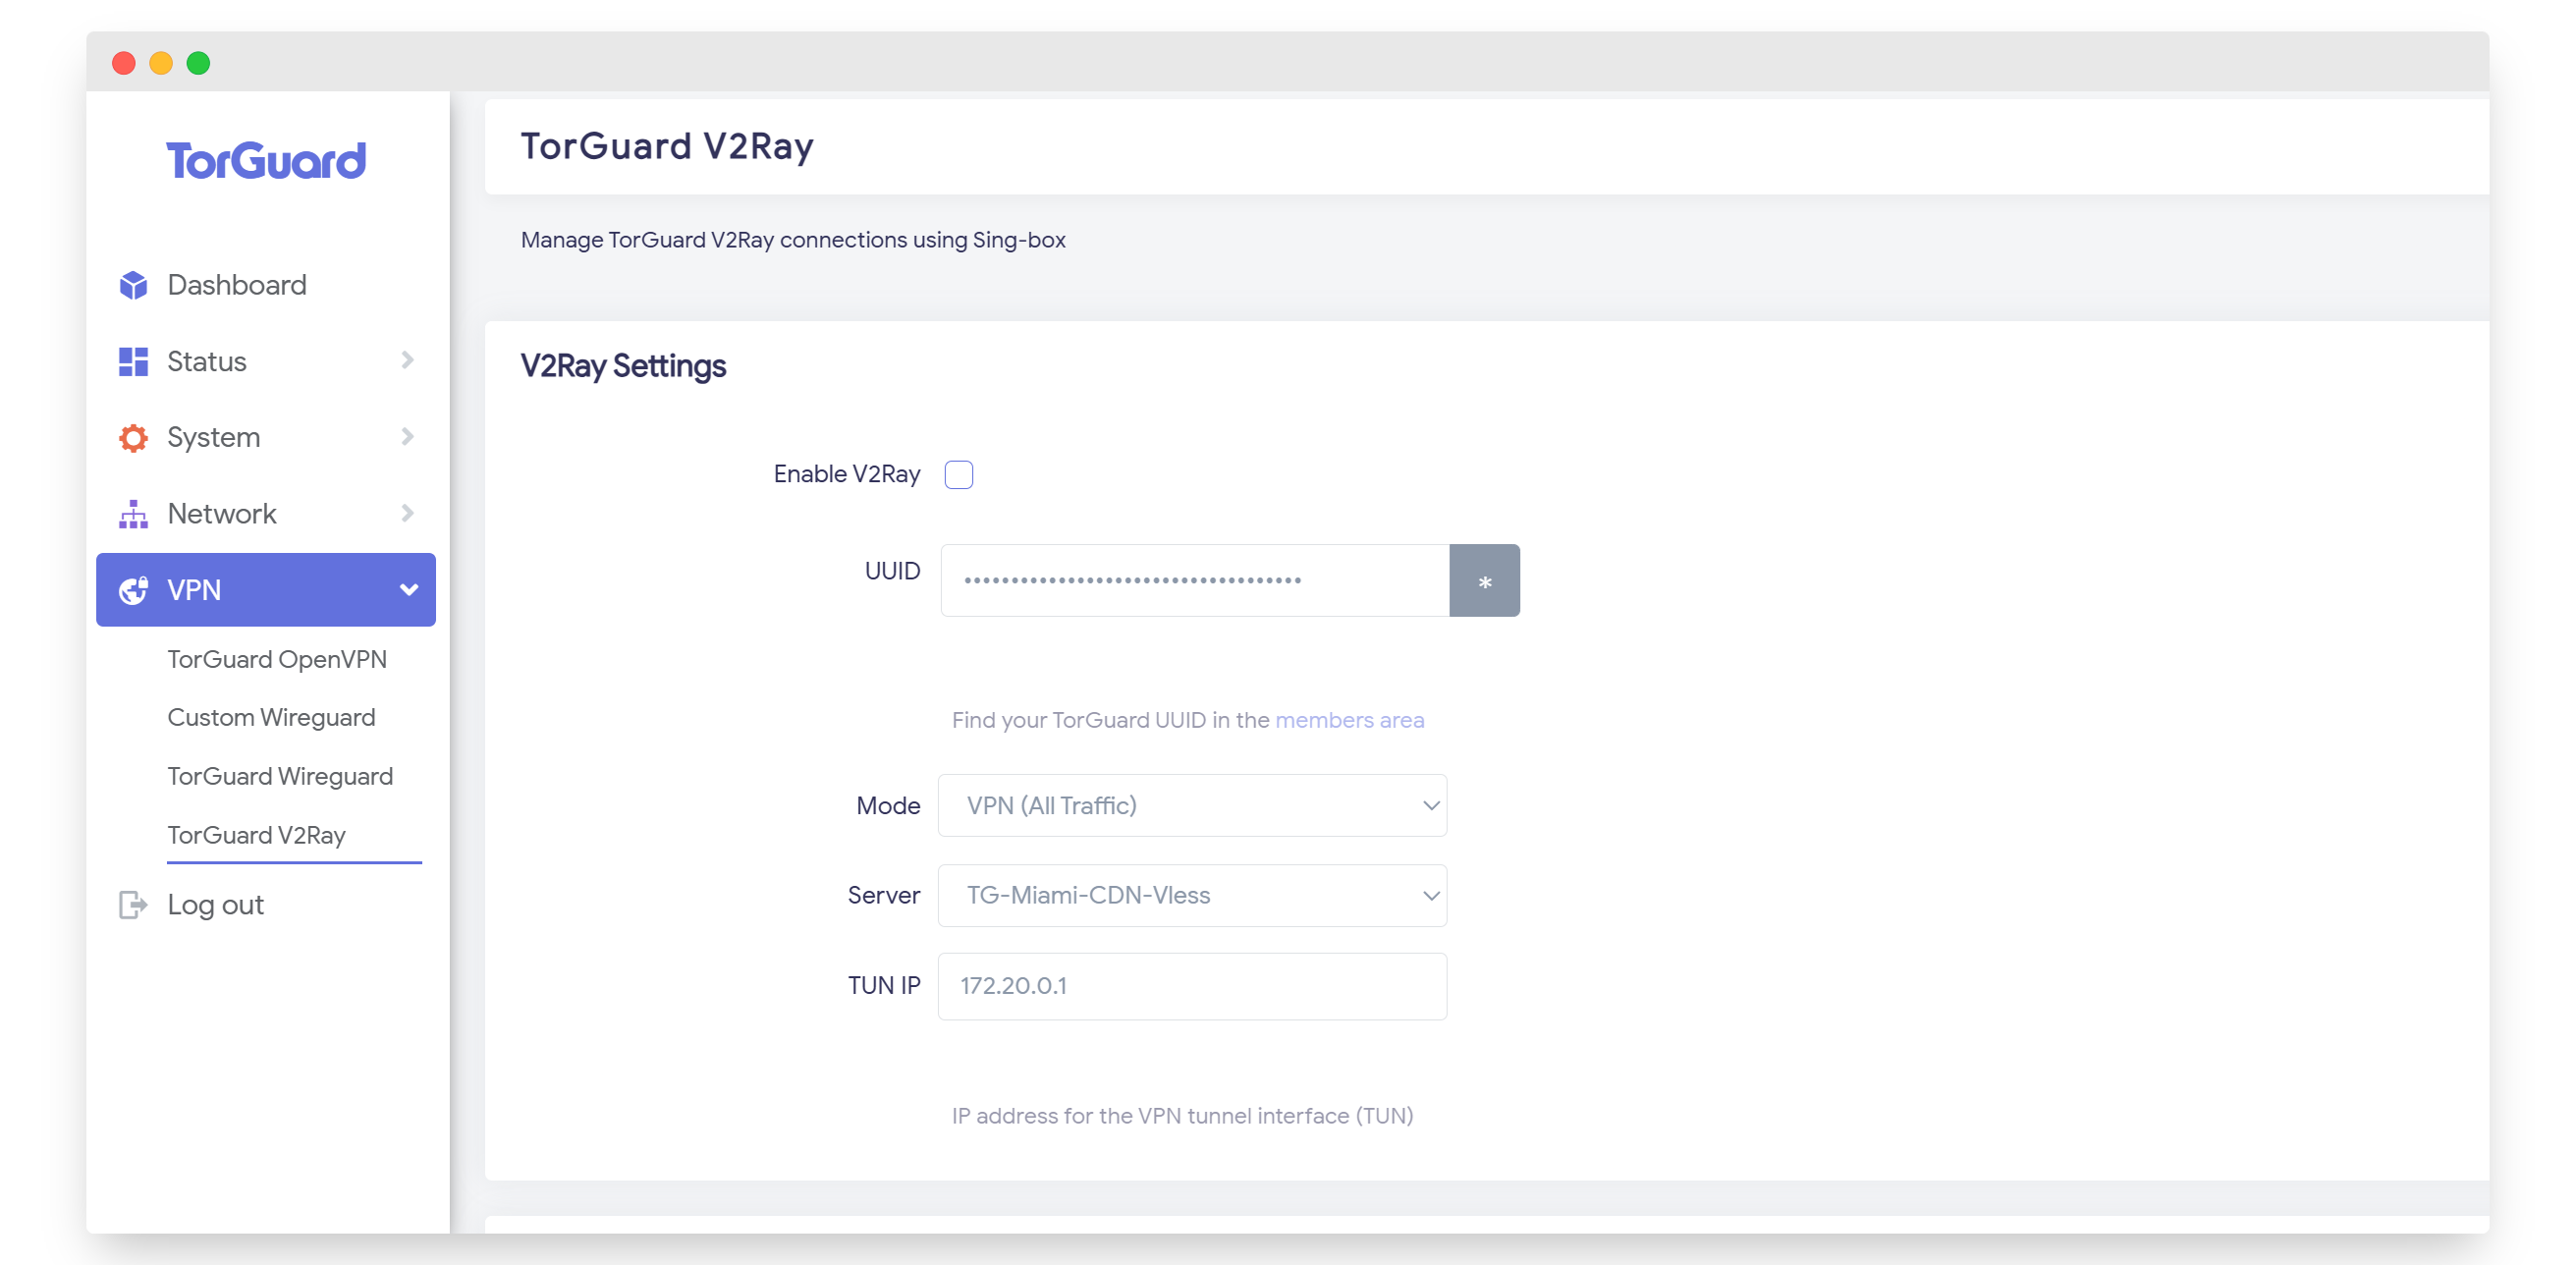 TorGuard
Dashboard
Status
System
Network
VPN
TorGuard OpenVPN
Custom Wireguard
TorGuard Wireguard
TorGuard V2Ray
Log out
TorGuard V2Ray
Manage TorGuard V2Ray connections using Sing-box
V2Ray Settings
Enable V2Ray
UUID
••••••••••••••••••••••••••••••••••••
*
Find your TorGuard UUID in the members area
Mode VPN (All Traffic)
Server TG-Miami-CDN-Vless
TUN IP 172.20.0.1
IP address for the VPN tunnel interface (TUN)